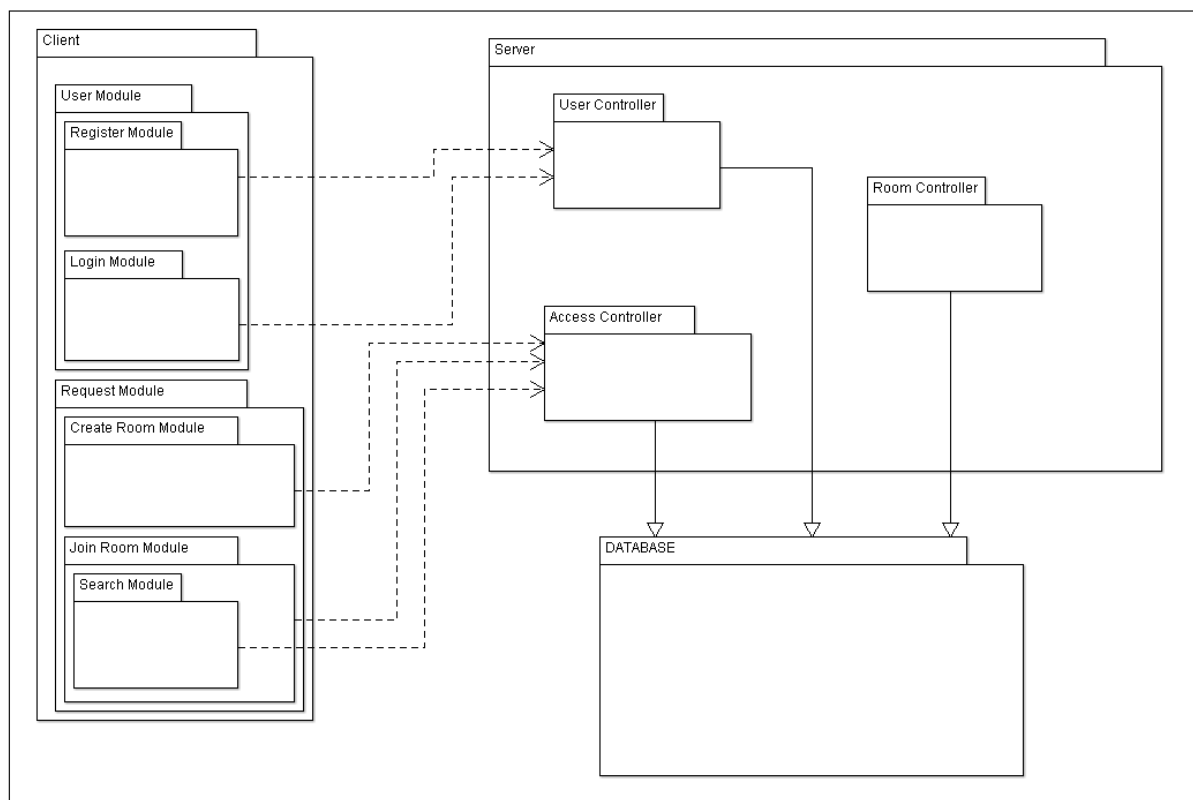 Client
User Module
Register Module
Login Module
Request Module
Create Room Module
Join Room Module
Search Module
Server
User Controller
Room Controller
Access Controller
DATABASE